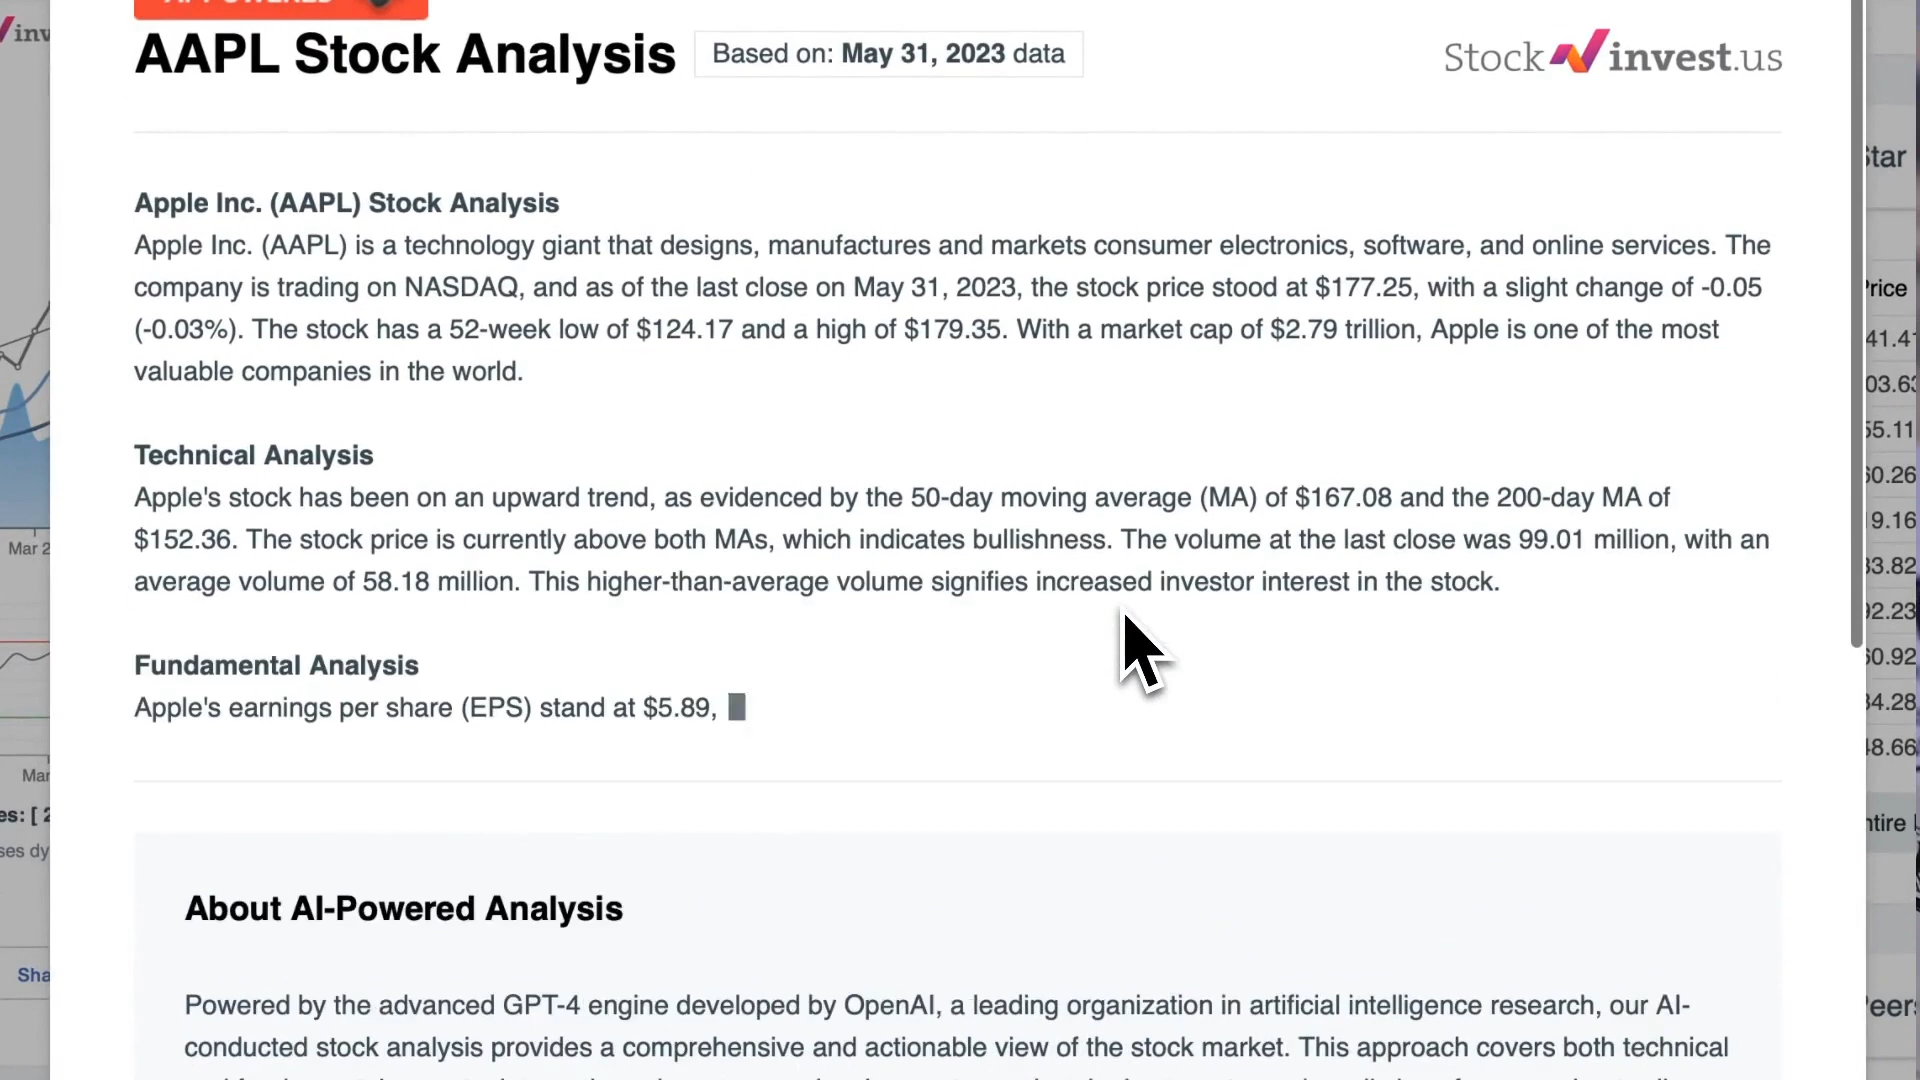 AAPL Stock Analysis
Based on: May 31, 2023 data
Stock invest.us
Apple Inc. (AAPL) Stock Analysis
Apple Inc. (AAPL) is a technology giant that designs, manufactures and markets consumer electronics, software, and online services. The
company is trading on NASDAQ, and as of the last close on May 31, 2023, the stock price stood at $177.25, with a slight change of -0.05
(-0.03%). The stock has a 52-week low of $124.17 and a high of $179.35. With a market cap of $2.79 trillion, Apple is one of the most
valuable companies in the world.
Technical Analysis
Apple's stock has been on an upward trend, as evidenced by the 50-day moving average (MA) of $167.08 and the 200-day MA of
$152.36. The stock price is currently above both MAs, which indicates bullishness. The volume at the last close was 99.01 million, with an
average volume of 58.18 million. This higher-than-average volume signifies increased investor interest in the stock.
Fundamental Analysis
Apple's earnings per share (EPS) stand at $5.89,
About AI-Powered Analysis
Powered by the advanced GPT-4 engine developed by OpenAI, a leading organization in artificial intelligence research, our AI-
conducted stock analysis provides a comprehensive and actionable view of the stock market. This approach covers both technical